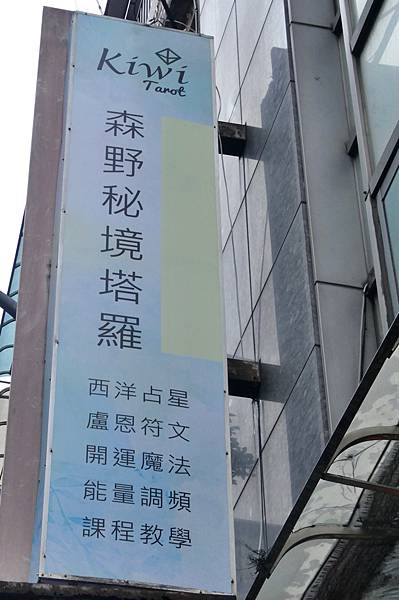 Kiwi
Tarot
森野秘境塔羅
西洋占星
盧恩符文
開運魔法
能量調頻
課程教學